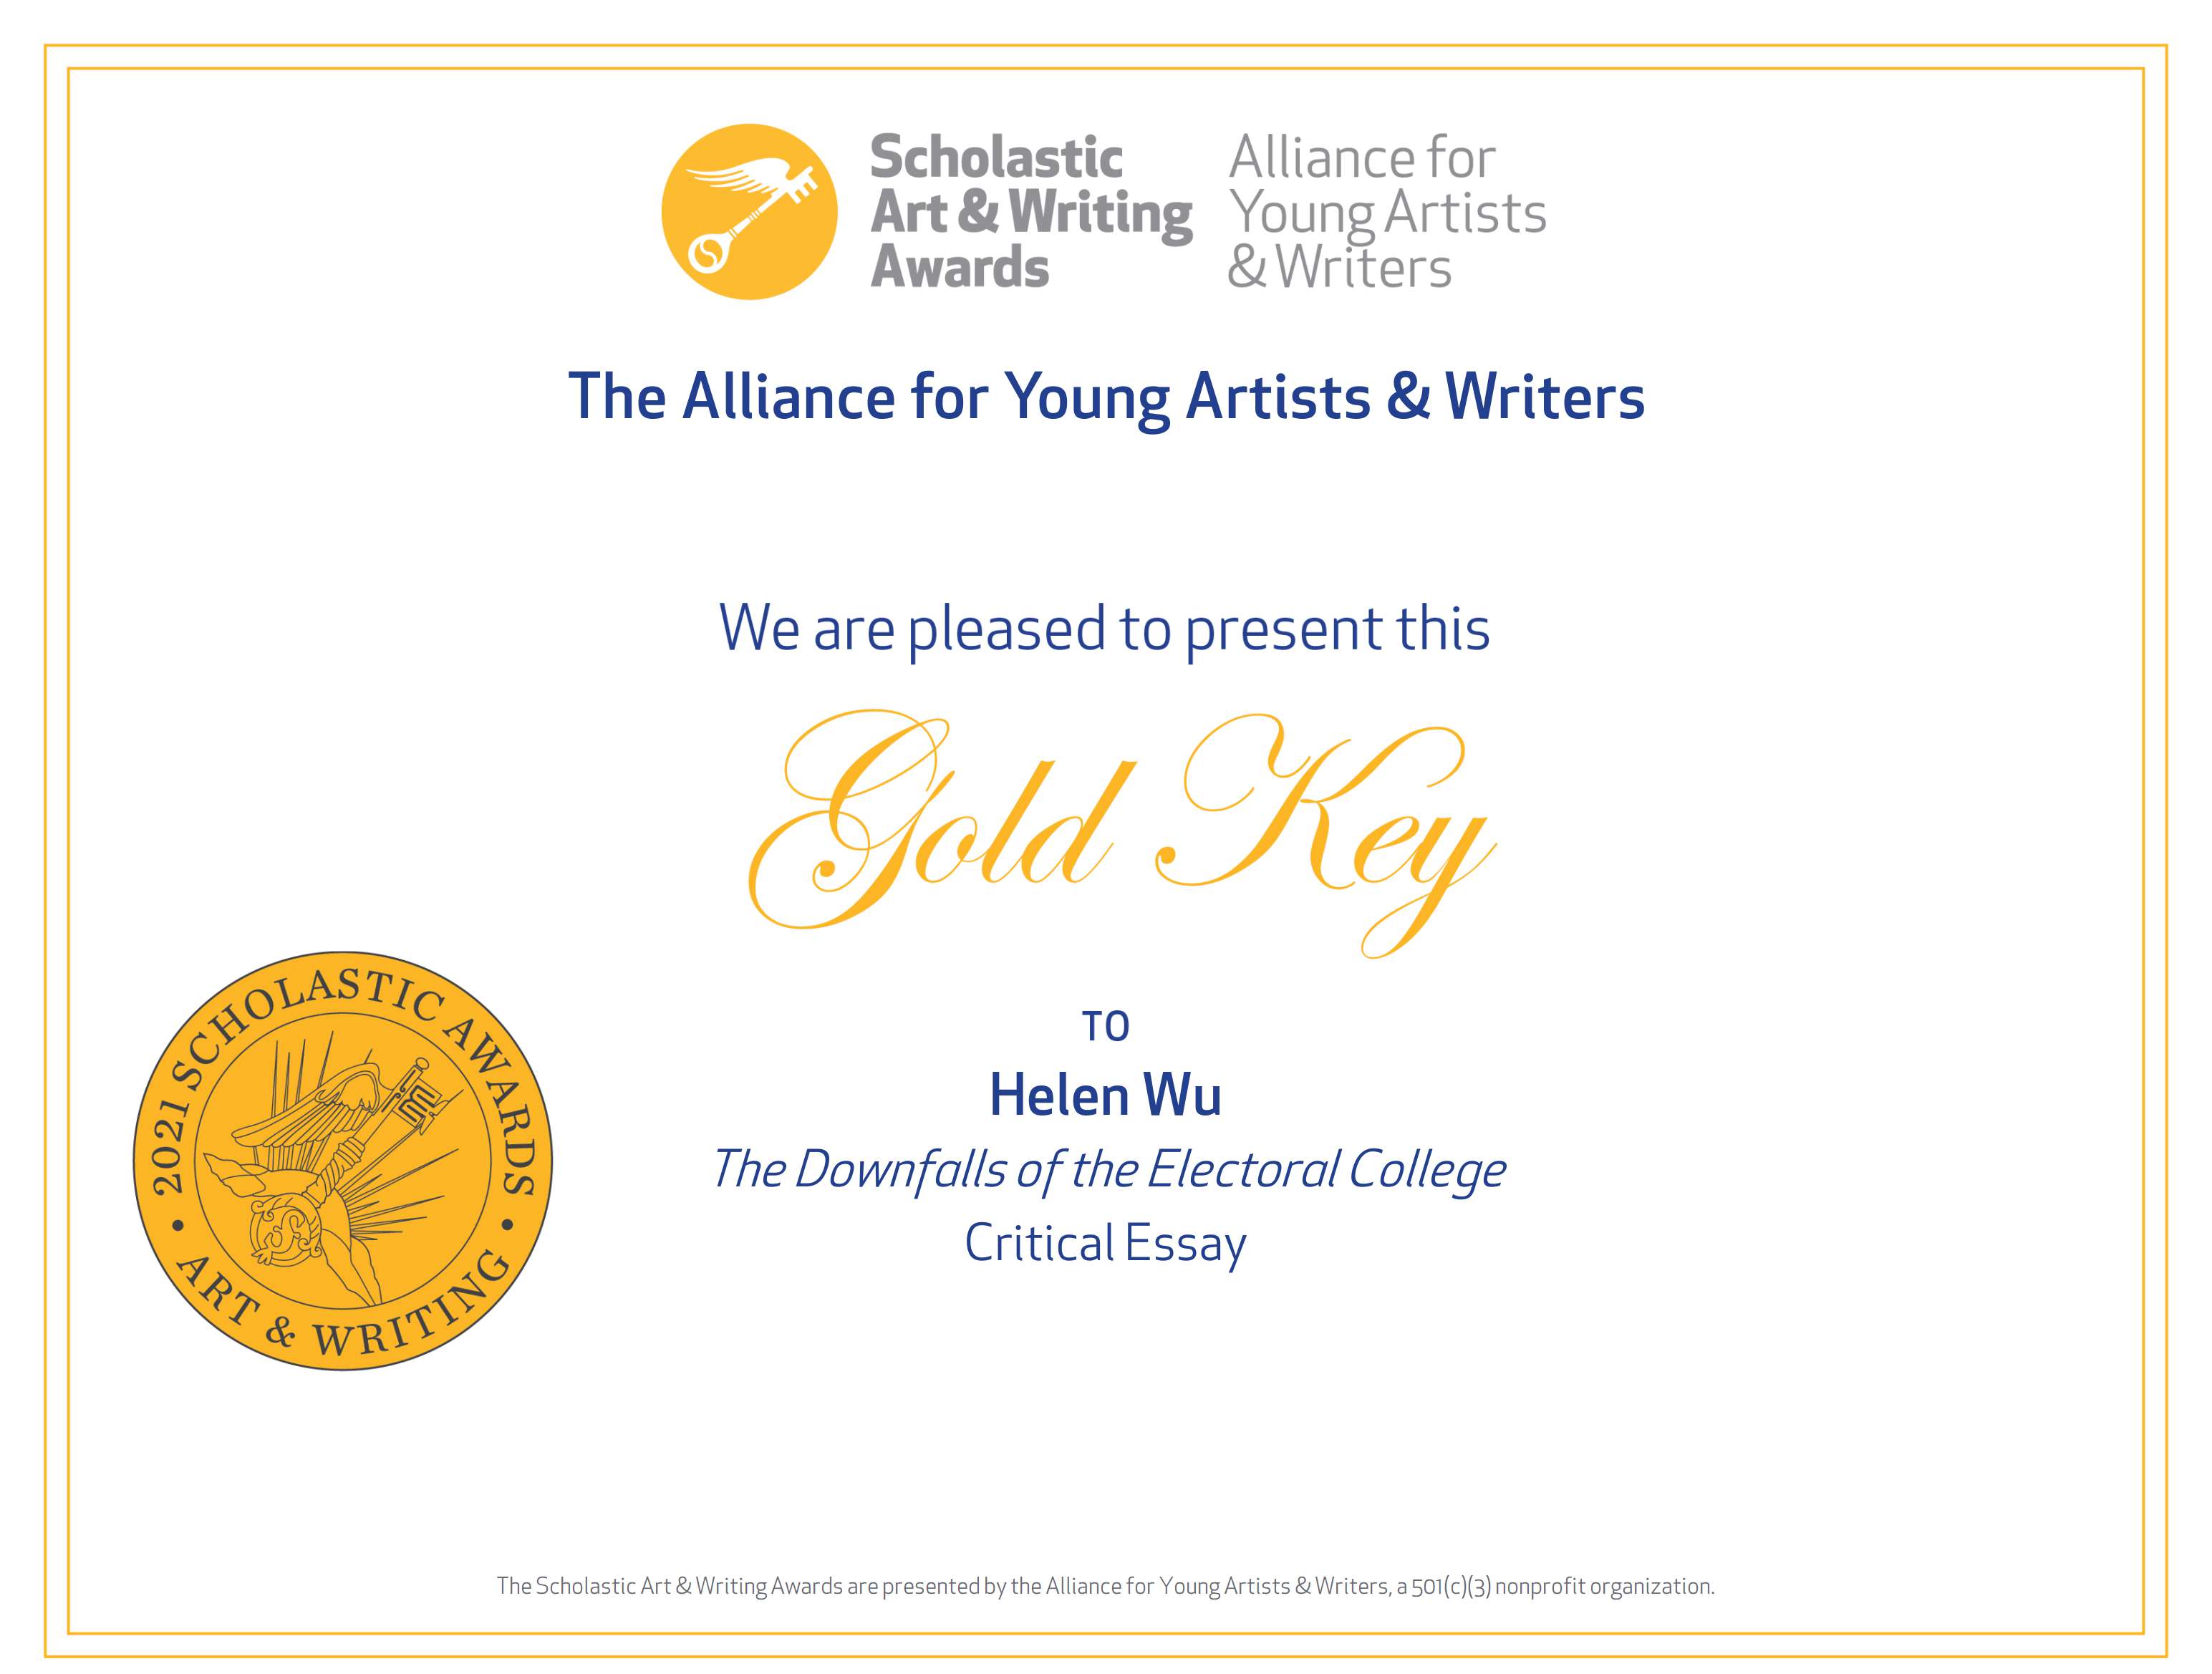 Scholastic
Art & Writing
Awards
Alliance for
Young Artists
& Writers
The Alliance for Young Artists & Writers
We are pleased to present this
Gold Key
TO
Helen Wu
The Downfalls of the Electoral College
Critical Essay
2021 SCHOLASTIC AWARDS
• ART & WRITING •
The Scholastic Art & Writing Awards are presented by the Alliance for Young Artists & Writers, a 501(c)(3) nonprofit organization.